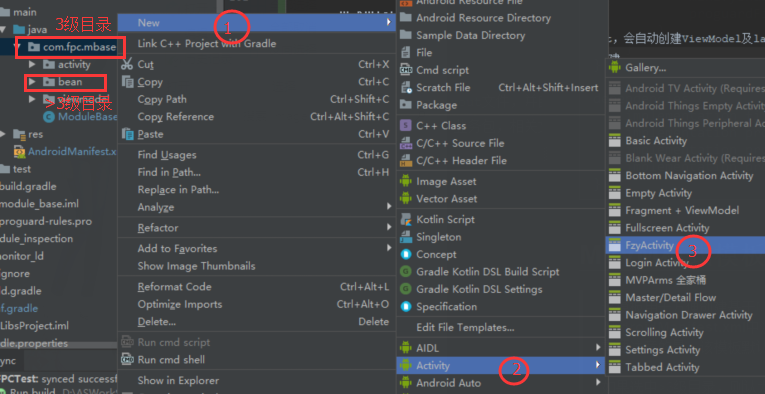 main
3级目录
java
com.fpc.mbase
activity
bean
>3级目录
ModuleBase
res
AndroidManifest.x
test
build.gradle
module_base.iml
proguard-rules.pro
module_inspection
monitor_ld
ignore
ld.gradle
of.gradle
LibsProject.iml
dle.properties
ync
FPCTest: synced successf
Run build
New
1
Link C++ Project with Gradle
Cut Ctrl+X
Copy Ctrl+C
Copy Path Ctrl+Shift+C
Copy Reference Ctrl+Alt+Shift+C
Paste Ctrl+V
Find Usages Ctrl+G
Find in Path... Ctrl+H
Replace in Path...
Analyze
Refactor
Add to Favorites
Show Image Thumbnails
Reformat Code Ctrl+Alt+L
Optimize Imports Ctrl+Alt+O
Delete... Delete
Run cmd script
Run cmd shell
Show in Explorer
Android Resource File
Android Resource Directory
Sample Data Directory
File
Cmd script
Scratch File Ctrl+Alt+Shift+Insert
Package
C++ Class
C/C++ Source File
C/C++ Header File
Image Asset
Vector Asset
Kotlin Script
Singleton
Concept
Gradle Kotlin DSL Build Script
Gradle Kotlin DSL Settings
Specification
Edit File Templates...
AIDL
Activity
2
Android Auto
，会自动创建ViewModel及la
Gallery...
Android TV Activity (Requires
Android Things Empty Activity
Android Things Peripheral Ac
Basic Activity
Blank Wear Activity (Requires
Bottom Navigation Activity
Empty Activity
Fragment + ViewModel
Fullscreen Activity
FzyActivity
3
Login Activity
MVPArms 全家桶
Master/Detail Flow
Navigation Drawer Activity
Scrolling Activity
Settings Activity
Tabbed Activity